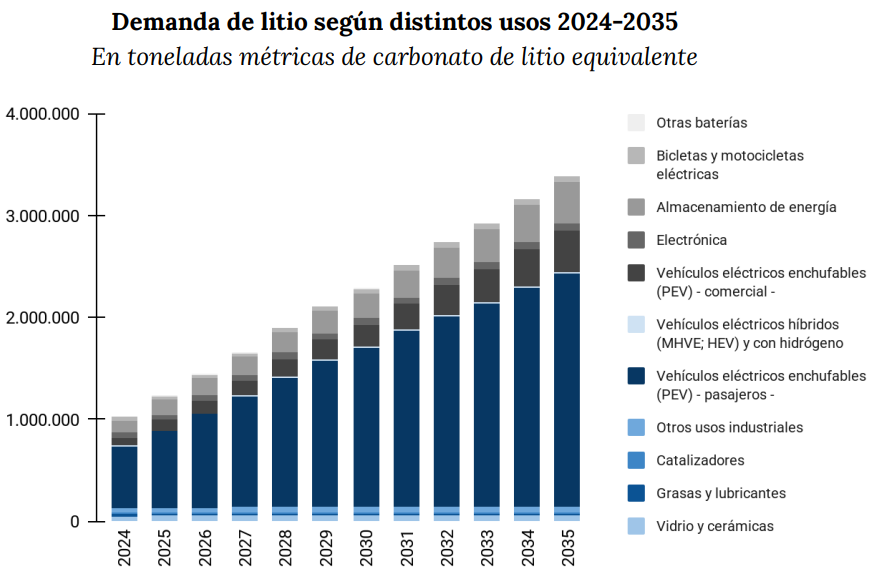 Demanda de litio según distintos usos 2024-2035
En toneladas métricas de carbonato de litio equivalente
4.000.000
3.000.000
2.000.000
1.000.000
0
2024
2025
2026
2027
2028
2029
2030
2031
2032
2033
2034
2035
Otras baterías
Bicletas y motocicletas
eléctricas
Almacenamiento de energía
Electrónica
Vehículos eléctricos enchufables
(PEV) - comercial -
Vehículos eléctricos híbridos
(MHVE; HEV) y con hidrógeno
Vehículos eléctricos enchufables
(PEV) - pasajeros -
Otros usos industriales
Catalizadores
Grasas y lubricantes
Vidrio y cerámicas